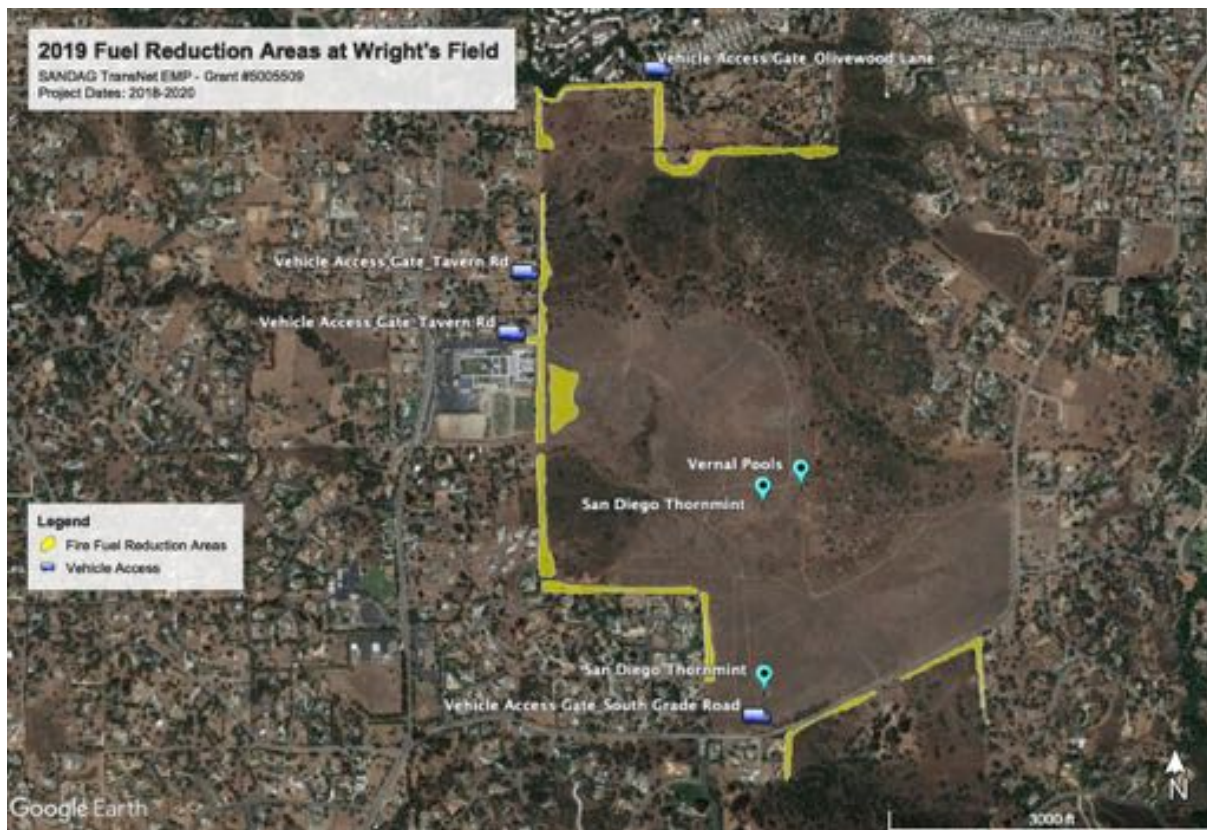 2019 Fuel Reduction Areas at Wright's Field
SANDAG TransNet EMP - Grant #5005509
Project Dates: 2018-2020
Vehicle Access Gate_Olivewood Lane
Vehicle Access Gate_Tavern Rd
Vehicle Access Gate_Tavern Rd
Vernal Pools
San Diego Thornmint
Legend
Fire Fuel Reduction Areas
Vehicle Access
San Diego Thornmint
Vehicle Access Gate_South Grade Road
N
Google Earth
3000 ft